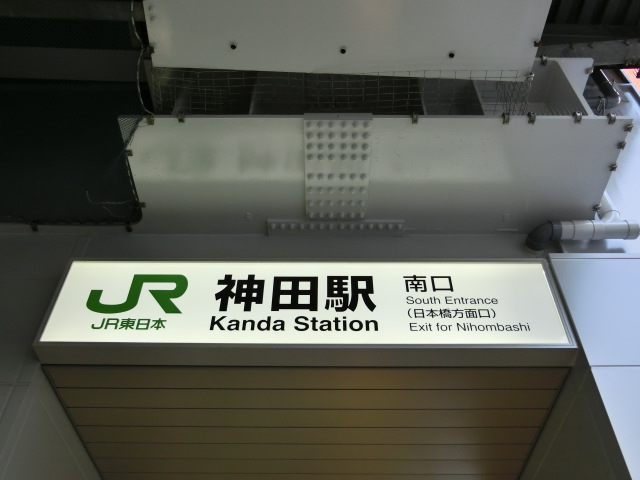 JR
JR東日本
神田駅
Kanda Station
南口
South Entrance
(日本橋方面口)
Exit for Nihombashi